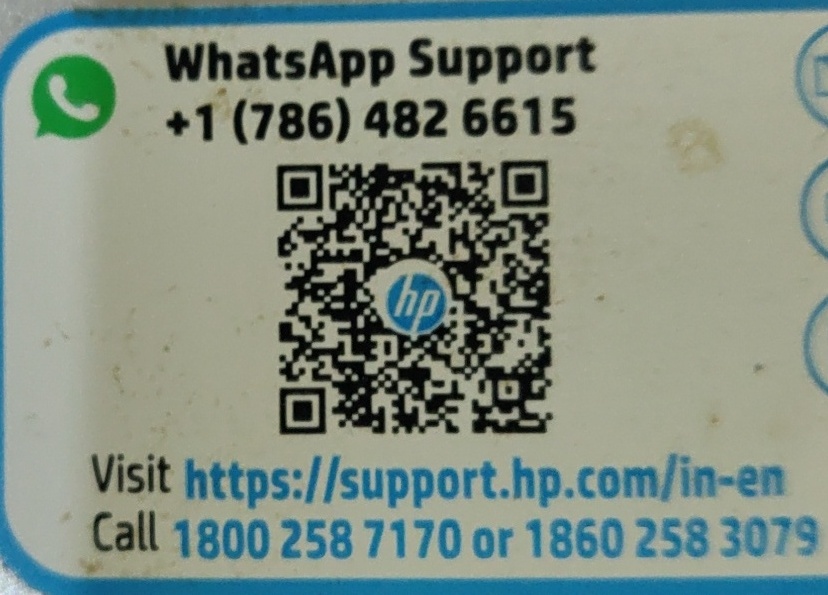 WhatsApp Support
+1 (786) 482 6615
hp
Visit https://support.hp.com/in-en
Call 1800 258 7170 or 1860 258 3079